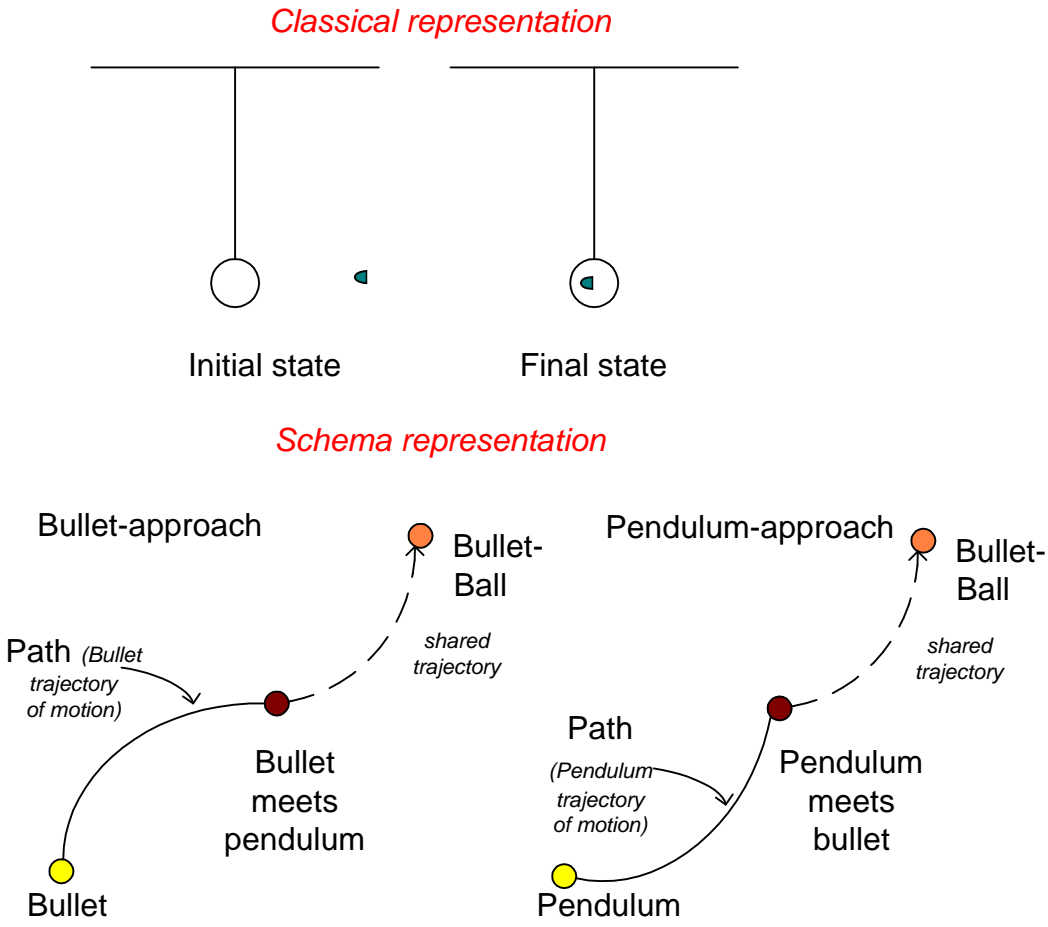 Classical representation
Initial state
Final state
Schema representation
Bullet-approach
Bullet-
Ball
shared
trajectory
Path (Bullet
trajectory
of motion)
Bullet
meets
pendulum
Bullet
Pendulum-approach
Bullet-
Ball
shared
trajectory
Path
(Pendulum
trajectory
of motion)
Pendulum
meets
bullet
Pendulum